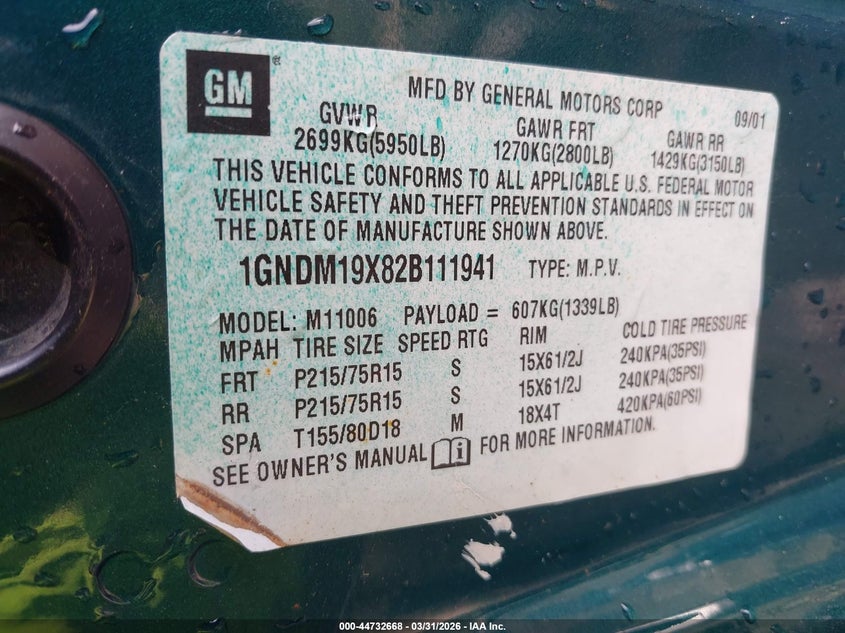 GM
®
MFD BY GENERAL MOTORS CORP 09/01
GVWR GAWR FRT GAWR RR
2699KG(5950LB) 1270KG(2800LB) 1429KG(3150LB)
THIS VEHICLE CONFORMS TO ALL APPLICABLE U.S. FEDERAL MOTOR
VEHICLE SAFETY AND THEFT PREVENTION STANDARDS IN EFFECT ON
THE DATE OF MANUFACTURE SHOWN ABOVE.
1GNDM19X82B111941 TYPE: M.P.V.
MODEL: M11006 PAYLOAD = 607KG(1339LB)
MPAH TIRE SIZE SPEED RTG RIM COLD TIRE PRESSURE
FRT P215/75R15 S 15X61/2J 240KPA(35PSI)
RR P215/75R15 S 15X61/2J 240KPA(35PSI)
SPA T155/80D18 M 18X4T 420KPA(60PSI)
SEE OWNER'S MANUAL i FOR MORE INFORMATION.
000-44732668 - 03/31/2026 - IAA Inc.